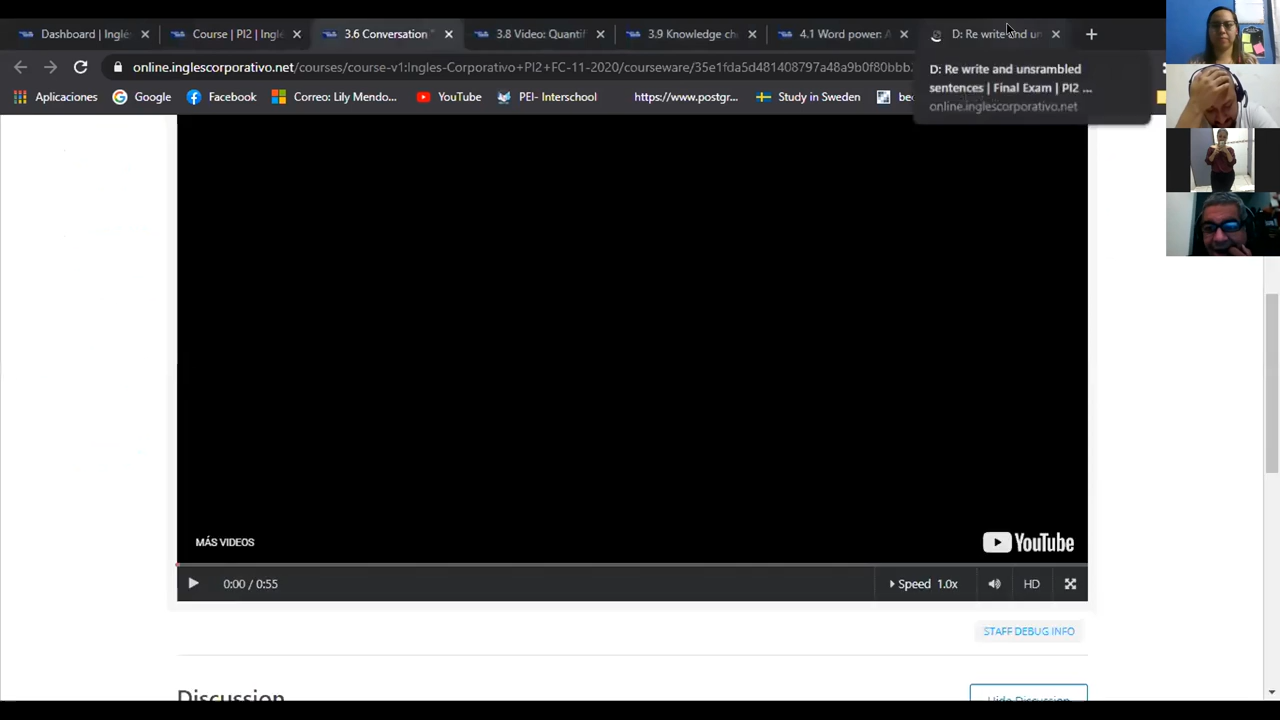 Dashboard | Inglé
Course | PI2 | Ingle
3.6 Conversation
3.8 Video: Quantif
3.9 Knowledge ch
4.1 Word power: A
D: Re write and un
online.inglescorporativo.net/courses/course-v1:Ingles-Corporativo+PI2+FC-11-2020/courseware/35e1fda5d481408797a48a9b0f80bbb
D: Re write and unsrambled
sentences | Final Exam | PI2 ...
online.inglescorporativo.net
Aplicaciones
Google
Facebook
Correo: Lily Mendo...
YouTube
PEI- Interschool
https://www.postgr...
Study in Sweden
bec
MÁS VIDEOS
YouTube
0:00 / 0:55
Speed 1.0x
HD
STAFF DEBUG INFO
Discussion
Hide Discussion